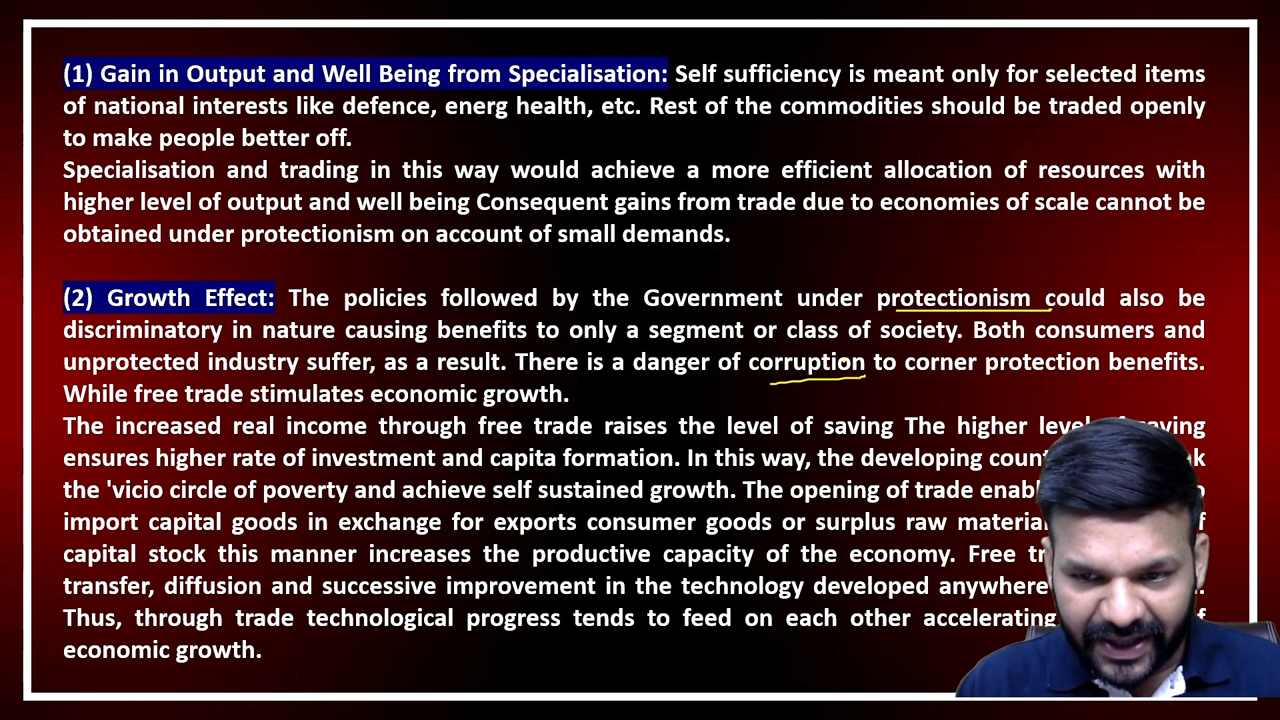 (1) Gain in Output and Well Being from Specialisation: Self sufficiency is meant only for selected items
of national interests like defence, energ health, etc. Rest of the commodities should be traded openly
to make people better off.
Specialisation and trading in this way would achieve a more efficient allocation of resources with
higher level of output and well being Consequent gains from trade due to economies of scale cannot be
obtained under protectionism on account of small demands.
(2) Growth Effect: The policies followed by the Government under protectionism could also be
discriminatory in nature causing benefits to only a segment or class of society. Both consumers and
unprotected industry suffer, as a result. There is a danger of corruption to corner protection benefits.
While free trade stimulates economic growth.
The increased real income through free trade raises the level of saving The higher level
ensures higher rate of investment and capita formation. In this way, the developing
the 'vicio circle of poverty and achieve self sustained growth. The opening of trade
import capital goods in exchange for exports consumer goods or surplus raw
capital stock this manner increases the productive capacity of the economy. Free
transfer, diffusion and successive improvement in the technology developed anywhere
Thus, through trade technological progress tends to feed on each other accelerating
economic growth.